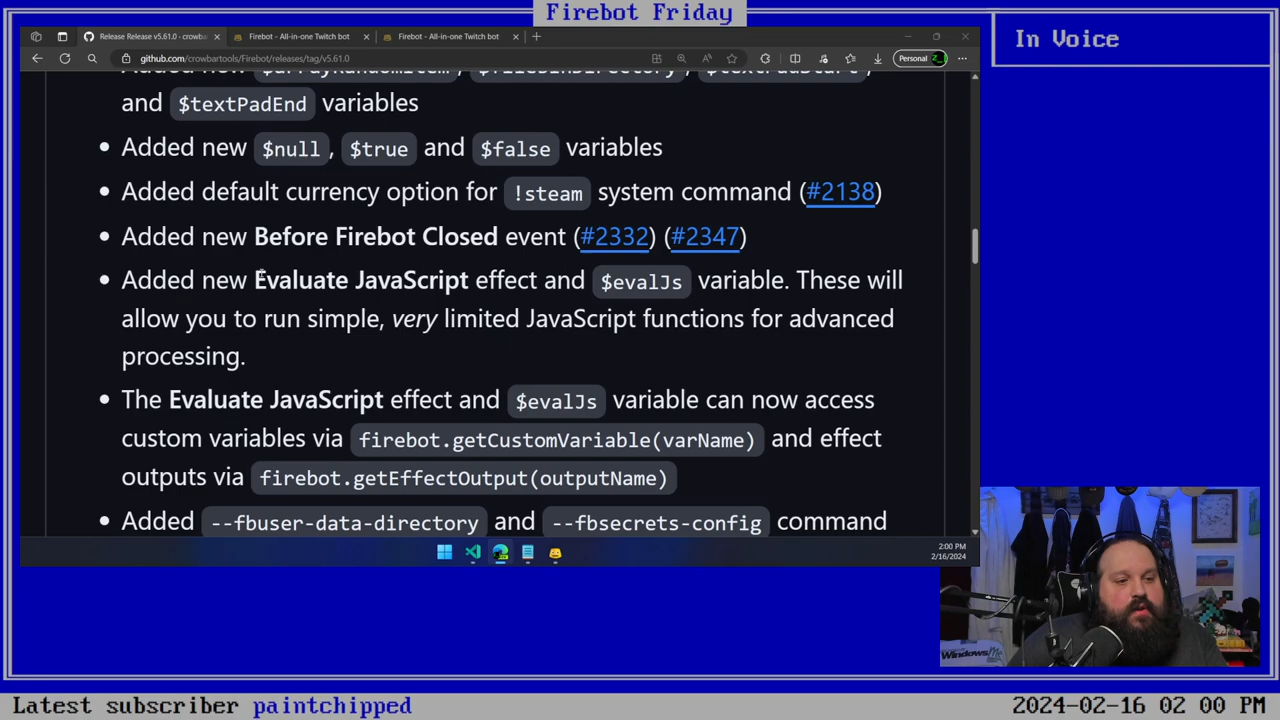 Firebot Friday
Release Release v5.61.0 · crowba
Firebot - All-in-one Twitch bot
Firebot - All-in-one Twitch bot
In Voice
github.com/crowbartools/Firebot/releases/tag/v5.61.0
Personal
and $textPadEnd variables
Added new $null, $true and $false variables
Added default currency option for !steam system command (#2138)
Added new Before Firebot Closed event (#2332) (#2347)
Added new Evaluate JavaScript effect and $evalJs variable. These will
allow you to run simple, very limited JavaScript functions for advanced
processing.
The Evaluate JavaScript effect and $evalJs variable can now access
custom variables via firebot.getCustomVariable(varName) and effect
outputs via firebot.getEffectOutput(outputName)
Added --fbuser-data-directory and --fbsecrets-config command
2:00 PM
2/16/2024
Windows Me
Latest subscriber paintchipped
2024-02-16 02 00 PM